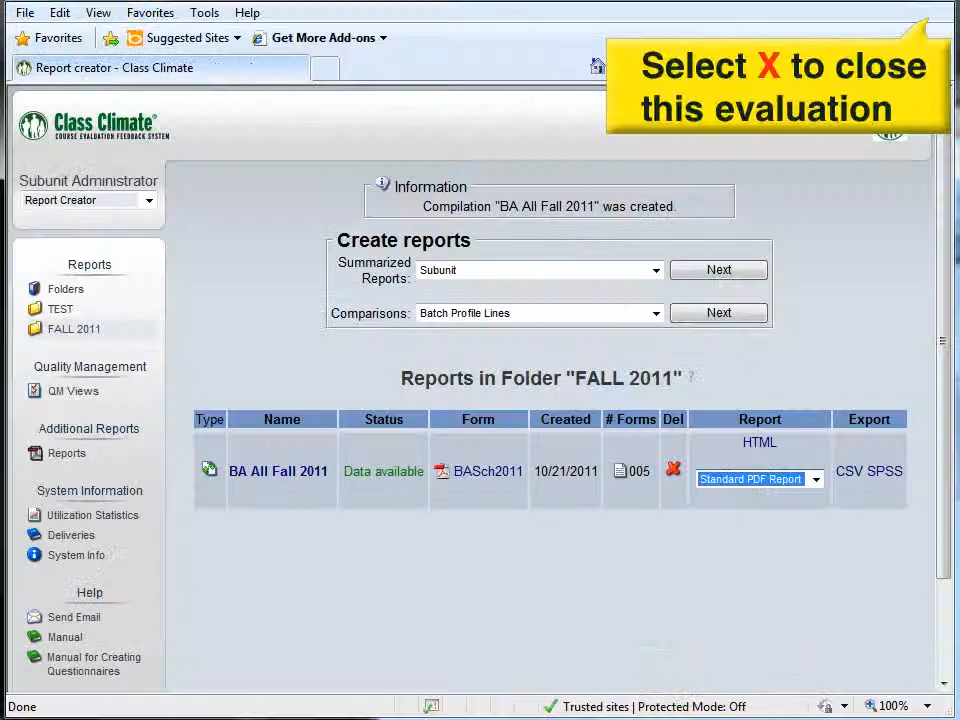 File Edit View Favorites Tools Help
Favorites Suggested Sites Get More Add-ons
Report creator - Class Climate
Select X to close
this evaluation
Class Climate
COURSE EVALUATION FEEDBACK SYSTEM
Subunit Administrator
Report Creator
Reports
Folders
TEST
FALL 2011
Quality Management
QM Views
Additional Reports
Reports
System Information
Utilization Statistics
Deliveries
System Info
Help
Send Email
Manual
Manual for Creating
Questionnaires
Information
Compilation "BA All Fall 2011" was created.
Create reports
Summarized
Reports: Subunit Next
Comparisons: Batch Profile Lines Next
Reports in Folder "FALL 2011" ?
Type Name Status Form Created # Forms Del Report Export
HTML
BA All Fall 2011 Data available BASch2011 10/21/2011 005 CSV SPSS
Standard PDF Report
Done Trusted sites | Protected Mode: Off 100%